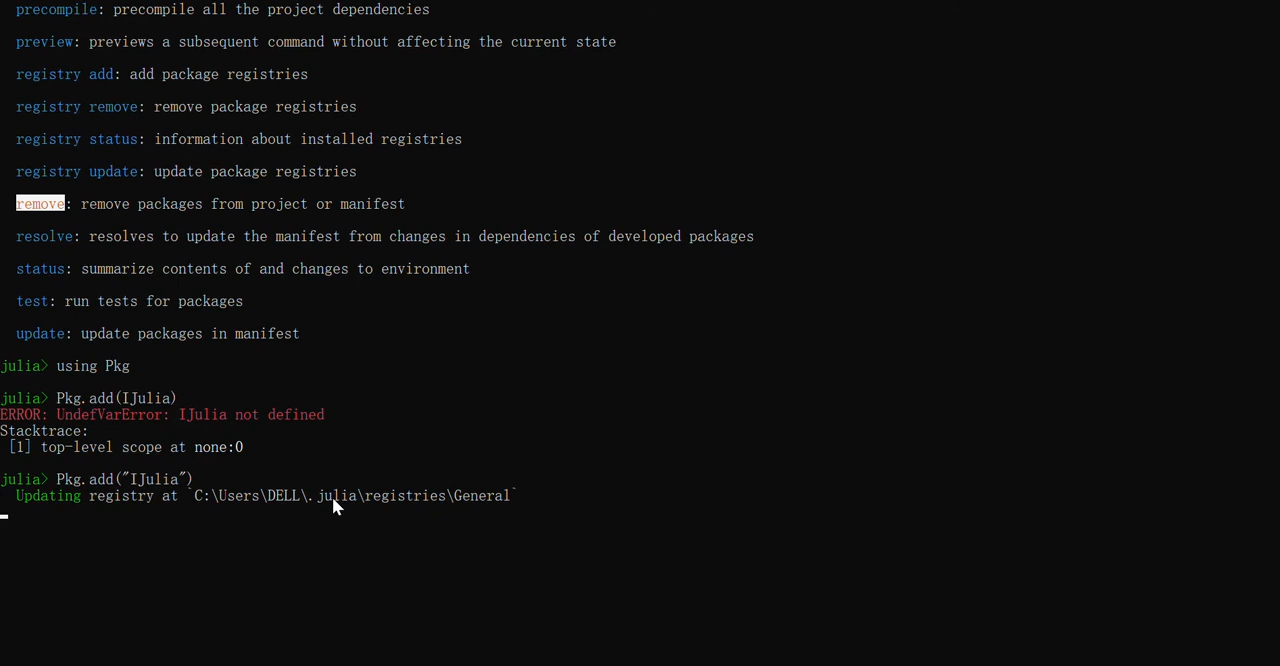 precompile: precompile all the project dependencies
preview: previews a subsequent command without affecting the current state
registry add: add package registries
registry remove: remove package registries
registry status: information about installed registries
registry update: update package registries
remove: remove packages from project or manifest
resolve: resolves to update the manifest from changes in dependencies of developed packages
status: summarize contents of and changes to environment
test: run tests for packages
update: update packages in manifest
julia> using Pkg
julia> Pkg.add(IJulia)
ERROR: UndefVarError: IJulia not defined
Stacktrace:
[1] top-level scope at none:0
julia> Pkg.add("IJulia")
Updating registry at `C:\Users\DELL\.julia\registries\General`